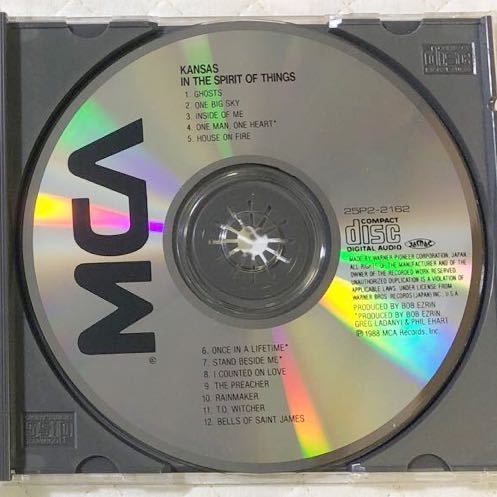 KANSAS
IN THE SPIRIT OF THINGS
1. GHOSTS
2. ONE BIG SKY
3. INSIDE OF ME
4. ONE MAN, ONE HEART*
5. HOUSE ON FIRE
MCA
25P2-2162
COMPACT
disc
DIGITAL AUDIO
JASRAC
MADE BY WARNER-PIONEER CORPORATION, JAPAN.
ALL RIGHTS OF THE MANUFACTURER AND OF THE
OWNER OF THE RECORDED WORK RESERVED.
UNAUTHORIZED DUPLICATION IS A VIOLATION OF
APPLICABLE LAWS. UNDER LICENSE FROM
WARNER BROS. RECORDS (JAPAN) INC., U.S.A.
PRODUCED BY BOB EZRIN
*PRODUCED BY BOB EZRIN,
GREG LADANYI & PHIL EHART
Ⓟ1988 MCA Records, Inc.
6. ONCE IN A LIFETIME*
7. STAND BESIDE ME*
8. I COUNTED ON LOVE
9. THE PREACHER
10. RAINMAKER
11. T.O. WITCHER
12. BELLS OF SAINT JAMES